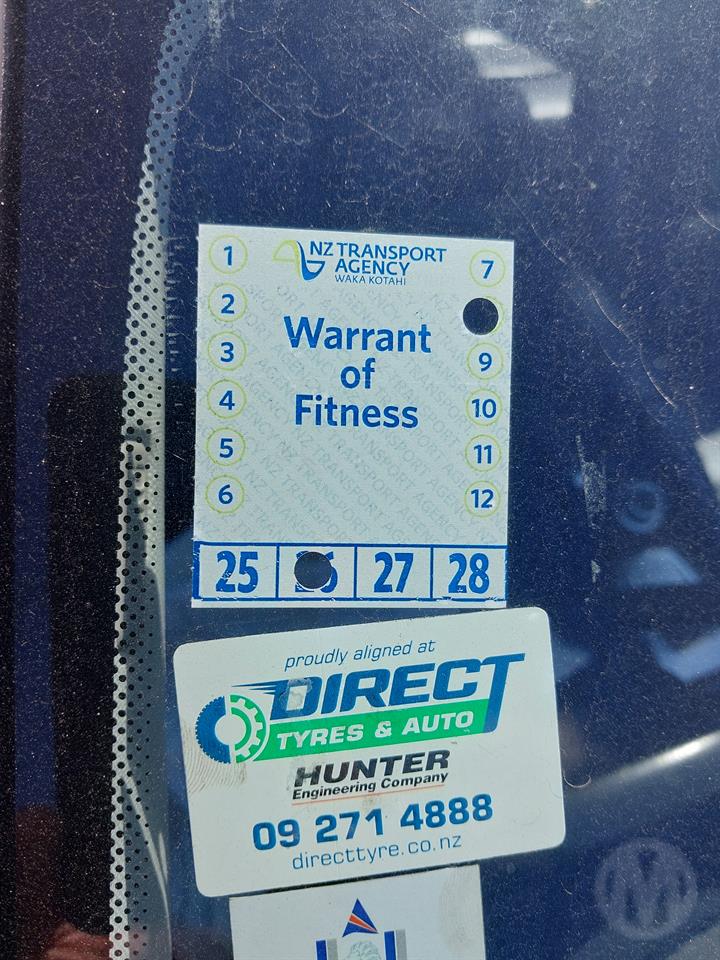 NZ TRANSPORT
AGENCY
WAKA KOTAHI
1
2
3
4
5
6
7
9
10
11
12
Warrant
of
Fitness
25
27
28
proudly aligned at
DIRECT
TYRES & AUTO
HUNTER
Engineering Company
09 271 4888
directtyre.co.nz